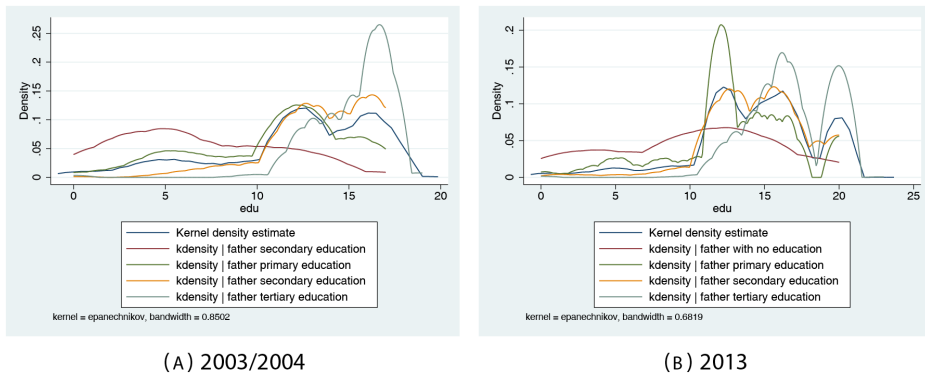 Density
.25
.2
.15
.1
.05
0
0 5 10 15 20
edu
Kernel density estimate
kdensity | father secondary education
kdensity | father primary education
kdensity | father secondary education
kdensity | father tertiary education
kernel = epanechnikov, bandwidth = 0.8502
(A) 2003/2004
Density
.2
.15
.1
.05
0
0 5 10 15 20 25
edu
Kernel density estimate
kdensity | father with no education
kdensity | father primary education
kdensity | father secondary education
kdensity | father tertiary education
kernel = epanechnikov, bandwidth = 0.6819
(B) 2013